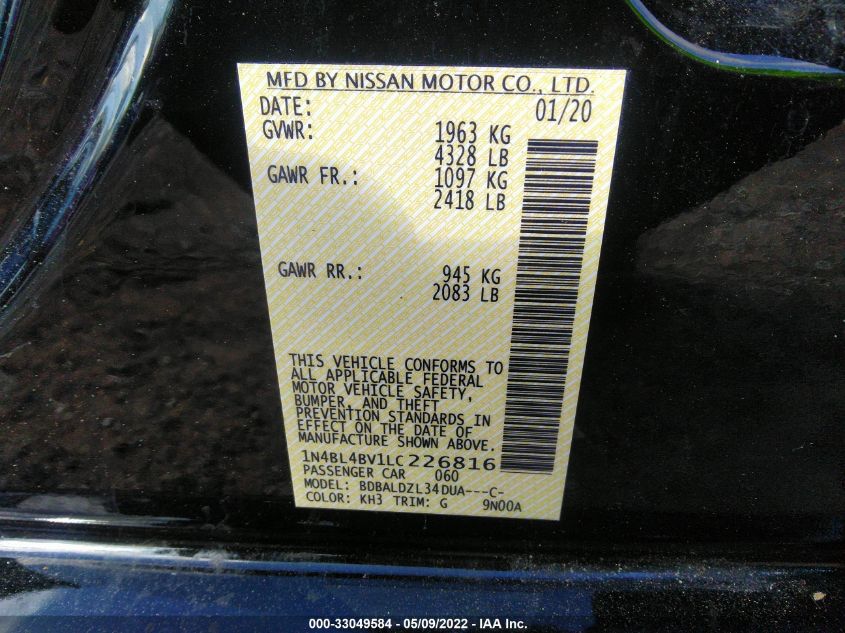 MFD BY NISSAN MOTOR CO., LTD.
DATE: 01/20
GVWR: 1963 KG
4328 LB
GAWR FR.: 1097 KG
2418 LB
GAWR RR.: 945 KG
2083 LB
THIS VEHICLE CONFORMS TO
ALL APPLICABLE FEDERAL
MOTOR VEHICLE SAFETY,
BUMPER, AND THEFT
PREVENTION STANDARDS IN
EFFECT ON THE DATE OF
MANUFACTURE SHOWN ABOVE.
1N4BL4BV1LC226816
PASSENGER CAR 060
MODEL: BDBALDZL34DUA---C-
COLOR: KH3 TRIM: G 9N00A
000-33049584 - 05/09/2022 - IAA Inc.